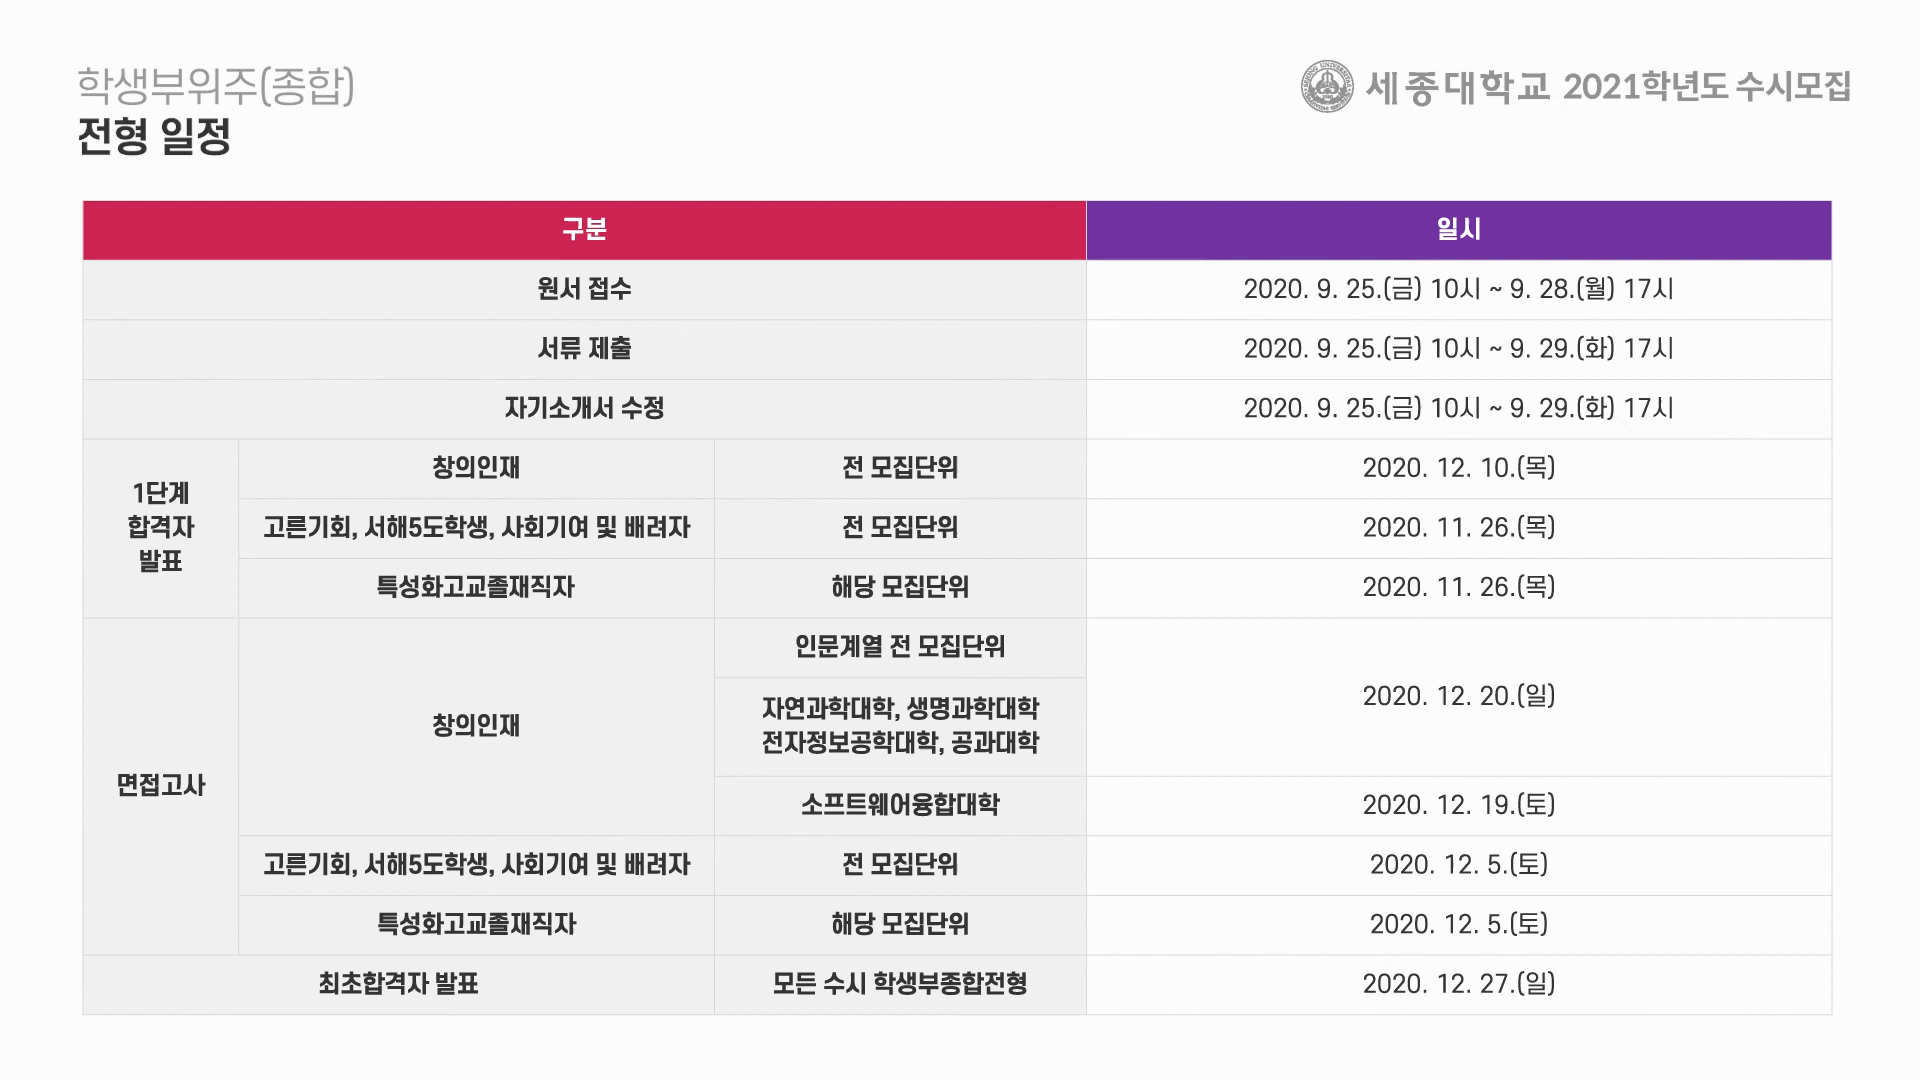 학생부위주(종합)
전형 일정
세종대학교 2021학년도 수시모집
구분 일시
원서 접수 2020. 9. 25.(금) 10시 ~ 9. 28.(월) 17시
서류 제출 2020. 9. 25.(금) 10시 ~ 9. 29.(화) 17시
자기소개서 수정 2020. 9. 25.(금) 10시 ~ 9. 29.(화) 17시
1단계
합격자
발표
창의인재 전 모집단위 2020. 12. 10.(목)
고른기회, 서해5도학생, 사회기여 및 배려자 전 모집단위 2020. 11. 26.(목)
특성화고교졸재직자 해당 모집단위 2020. 11. 26.(목)
면접고사
창의인재
인문계열 전 모집단위
자연과학대학, 생명과학대학
전자정보공학대학, 공과대학
2020. 12. 20.(일)
소프트웨어융합대학 2020. 12. 19.(토)
고른기회, 서해5도학생, 사회기여 및 배려자 전 모집단위 2020. 12. 5.(토)
특성화고교졸재직자 해당 모집단위 2020. 12. 5.(토)
최초합격자 발표 모든 수시 학생부종합전형 2020. 12. 27.(일)